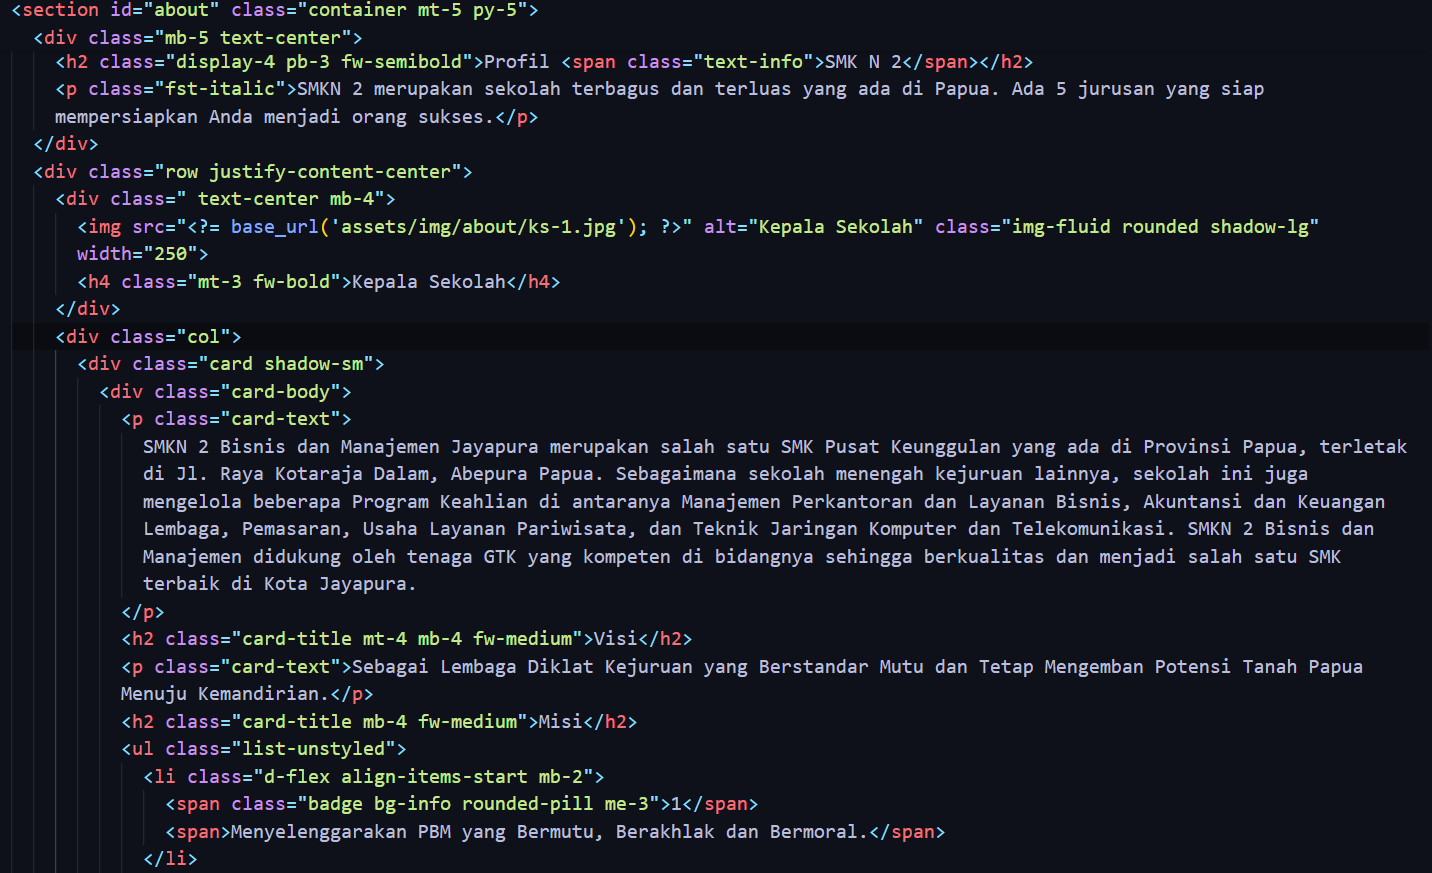 <section id="about" class="container mt-5 py-5">
<div class="mb-5 text-center">
<h2 class="display-4 pb-3 fw-semibold">Profil <span class="text-info">SMK N 2</span></h2>
<p class="fst-italic">SMKN 2 merupakan sekolah terbagus dan terluas yang ada di Papua. Ada 5 jurusan yang siap
mempersiapkan Anda menjadi orang sukses.</p>
</div>
<div class="row justify-content-center">
<div class=" text-center mb-4">
<img src="<?= base_url('assets/img/about/ks-1.jpg'); ?>" alt="Kepala Sekolah" class="img-fluid rounded shadow-lg"
width="250">
<h4 class="mt-3 fw-bold">Kepala Sekolah</h4>
</div>
<div class="col">
<div class="card shadow-sm">
<div class="card-body">
<p class="card-text">
SMKN 2 Bisnis dan Manajemen Jayapura merupakan salah satu SMK Pusat Keunggulan yang ada di Provinsi Papua, terletak
di Jl. Raya Kotaraja Dalam, Abepura Papua. Sebagaimana sekolah menengah kejuruan lainnya, sekolah ini juga
mengelola beberapa Program Keahlian di antaranya Manajemen Perkantoran dan Layanan Bisnis, Akuntansi dan Keuangan
Lembaga, Pemasaran, Usaha Layanan Pariwisata, dan Teknik Jaringan Komputer dan Telekomunikasi. SMKN 2 Bisnis dan
Manajemen didukung oleh tenaga GTK yang kompeten di bidangnya sehingga berkualitas dan menjadi salah satu SMK
terbaik di Kota Jayapura.
</p>
<h2 class="card-title mt-4 mb-4 fw-medium">Visi</h2>
<p class="card-text">Sebagai Lembaga Diklat Kejuruan yang Berstandar Mutu dan Tetap Mengemban Potensi Tanah Papua
Menuju Kemandirian.</p>
<h2 class="card-title mb-4 fw-medium">Misi</h2>
<ul class="list-unstyled">
<li class="d-flex align-items-start mb-2">
<span class="badge bg-info rounded-pill me-3">1</span>
<span>Menyelenggarakan PBM yang Bermutu, Berakhlak dan Bermoral.</span>
</li>